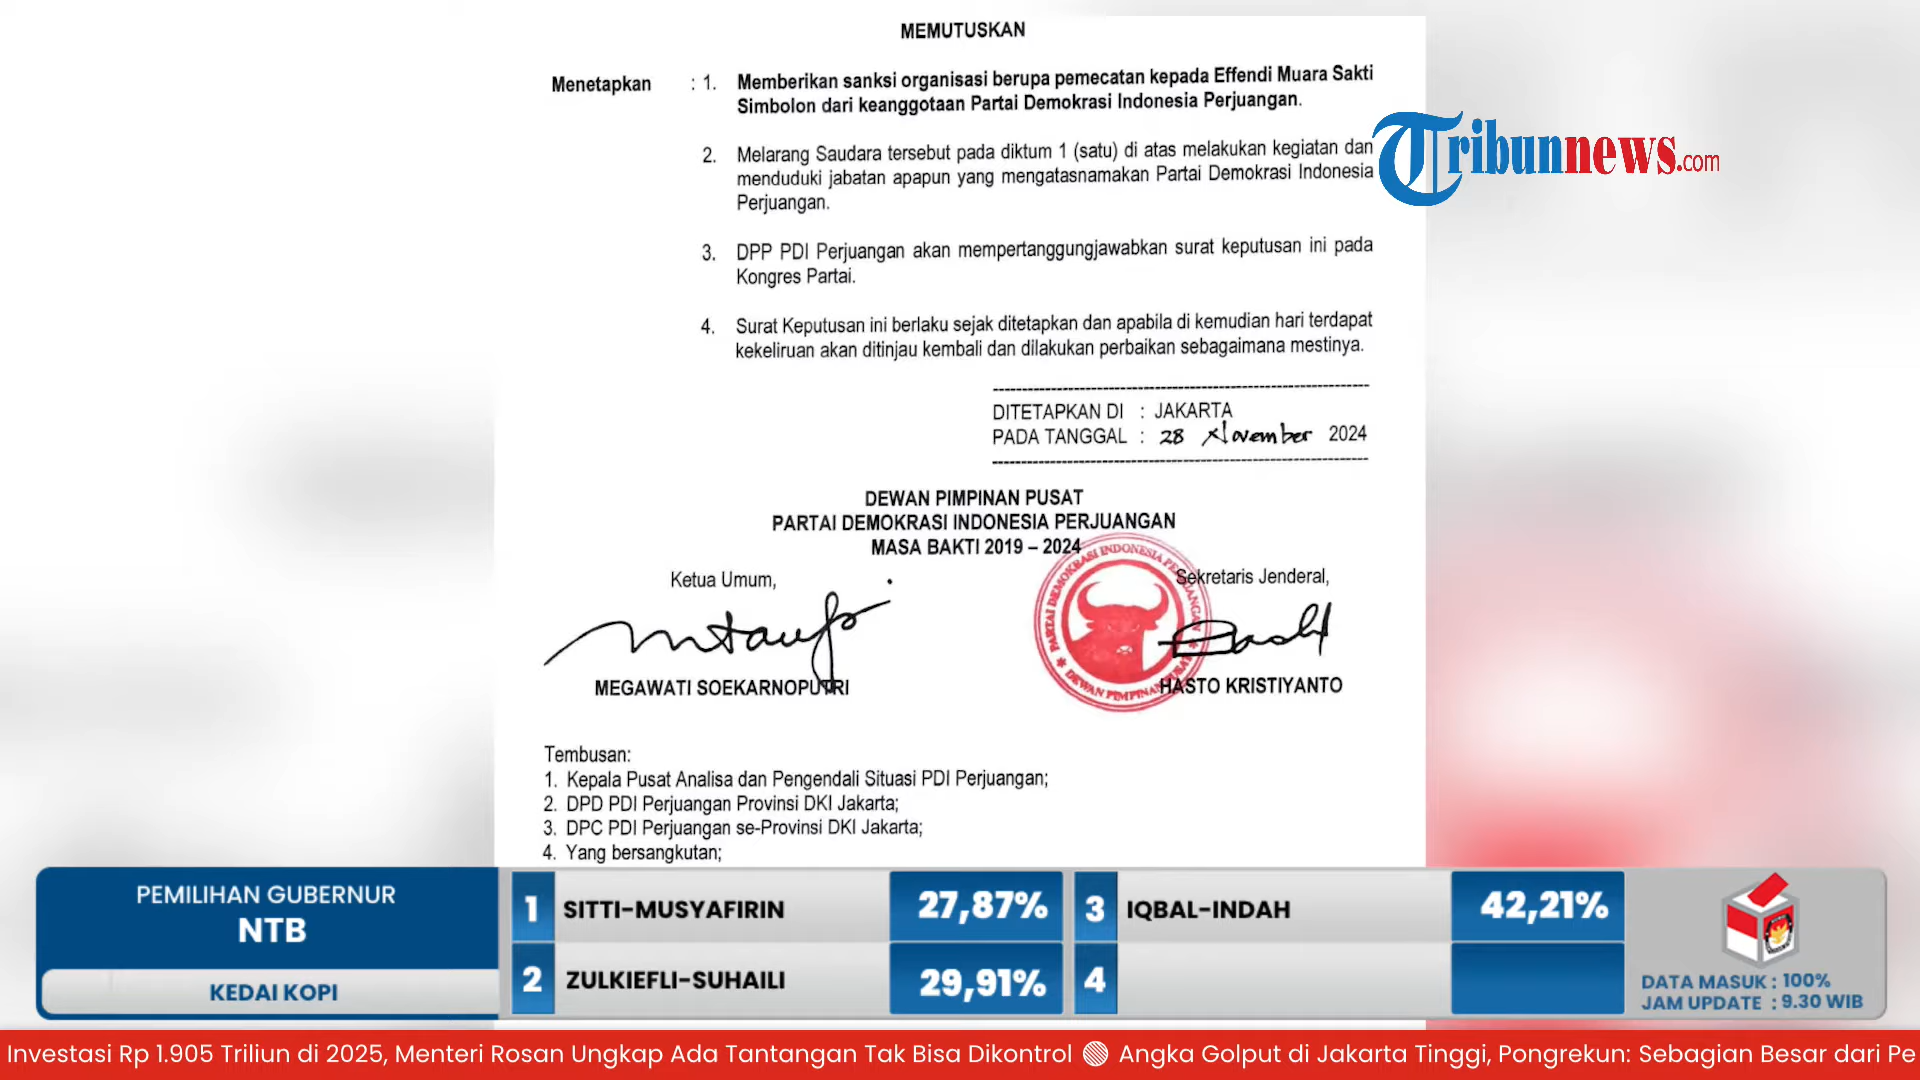 MEMUTUSKAN
Menetapkan : 1. Memberikan sanksi organisasi berupa pemecatan kepada Effendi Muara Sakti
Simbolon dari keanggotaan Partai Demokrasi Indonesia Perjuangan.
2. Melarang Saudara tersebut pada diktum 1 (satu) di atas melakukan kegiatan dan
menduduki jabatan apapun yang mengatasnamakan Partai Demokrasi Indonesia
Perjuangan.
3. DPP PDI Perjuangan akan mempertanggungjawabkan surat keputusan ini pada
Kongres Partai.
4. Surat Keputusan ini berlaku sejak ditetapkan dan apabila di kemudian hari terdapat
kekeliruan akan ditinjau kembali dan dilakukan perbaikan sebagaimana mestinya.
Tribunnews.com
DITETAPKAN DI : JAKARTA
PADA TANGGAL : 28 November 2024
DEWAN PIMPINAN PUSAT
PARTAI DEMOKRASI INDONESIA PERJUANGAN
MASA BAKTI 2019 – 2024
Ketua Umum,
Sekretaris Jenderal,
PARTAI DEMOKRASI INDONESIA PERJUANGAN
DEWAN PIMPINAN PUSAT
MEGAWATI SOEKARNOPUTRI
HASTO KRISTIYANTO
Tembusan:
1. Kepala Pusat Analisa dan Pengendali Situasi PDI Perjuangan;
2. DPD PDI Perjuangan Provinsi DKI Jakarta;
3. DPC PDI Perjuangan se-Provinsi DKI Jakarta;
4. Yang bersangkutan;
PEMILIHAN GUBERNUR
NTB
KEDAI KOPI
1 SITTI-MUSYAFIRIN 27,87%
2 ZULKIEFLI-SUHAILI 29,91%
3 IQBAL-INDAH 42,21%
4
DATA MASUK : 100%
JAM UPDATE : 9.30 WIB
Investasi Rp 1.905 Triliun di 2025, Menteri Rosan Ungkap Ada Tantangan Tak Bisa Dikontrol Angka Golput di Jakarta Tinggi, Pongrekun: Sebagian Besar dari Pe